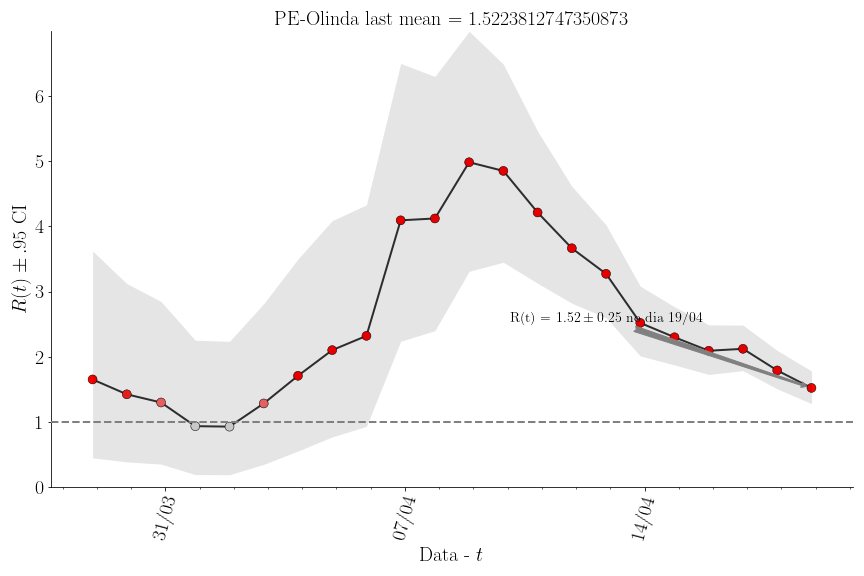 PE-Olinda last mean = 1.5223812747350873
6
5
4
3
2
1
0
R(t) ± .95 CI
R(t) = 1.52 ± 0.25 no dia 19/04
31/03
07/04
14/04
Data - t